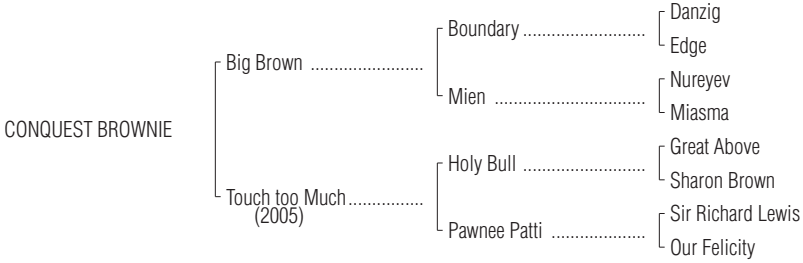 Danzig
Boundary ..............................
Edge
Big Brown ............................
Nureyev
Mien .....................................
Miasma
CONQUEST BROWNIE
Great Above
Holy Bull ..............................
Sharon Brown
Touch too Much..................
(2005)
Sir Richard Lewis
Pawnee Patti .......................
Our Felicity